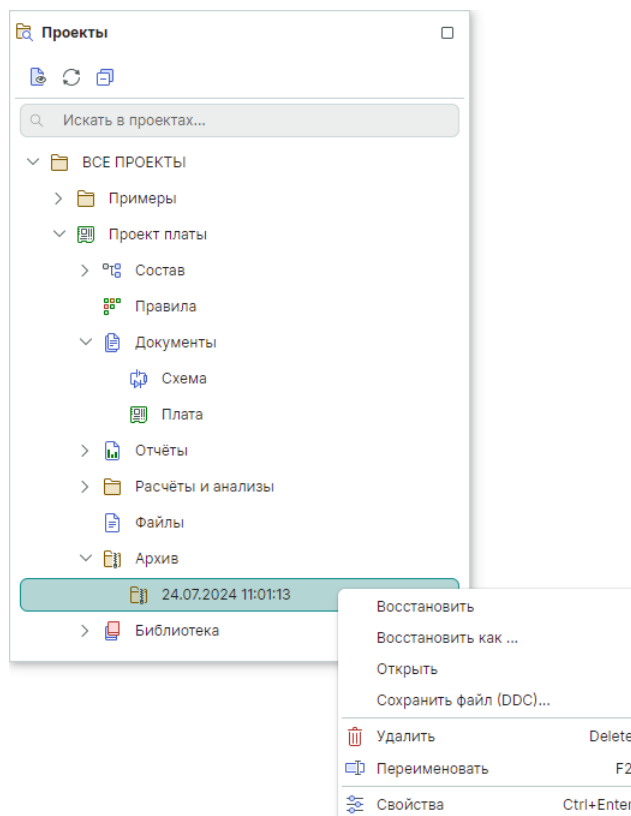 Проекты
Искать в проектах...
ВСЕ ПРОЕКТЫ
Примеры
Проект платы
Состав
Правила
Документы
Схема
Плата
Отчёты
Расчёты и анализы
Файлы
Архив
24.07.2024 11:01:13
Библиотека
Восстановить
Восстановить как ...
Открыть
Сохранить файл (DDC)...
Удалить Delete
Переименовать F2
Свойства Ctrl+Enter